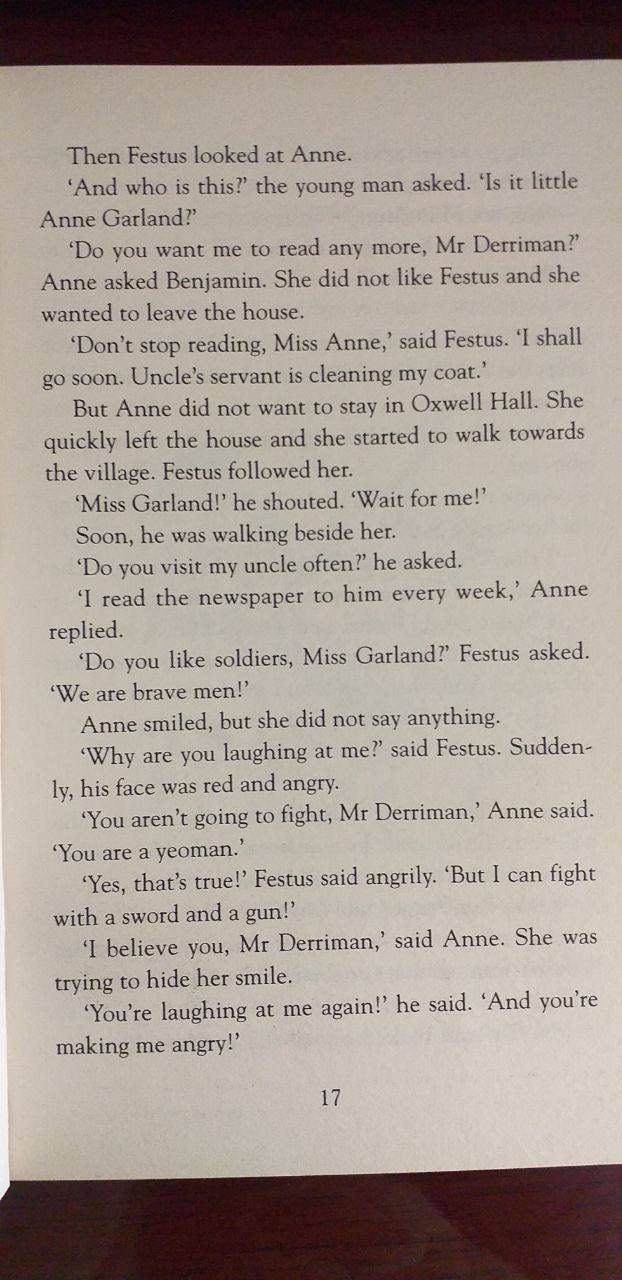 Then Festus looked at Anne.
‘And who is this?’ the young man asked. ‘Is it little
Anne Garland?’
‘Do you want me to read any more, Mr Derriman?’
Anne asked Benjamin. She did not like Festus and she
wanted to leave the house.
‘Don’t stop reading, Miss Anne,’ said Festus. ‘I shall
go soon. Uncle’s servant is cleaning my coat.’
But Anne did not want to stay in Oxwell Hall. She
quickly left the house and she started to walk towards
the village. Festus followed her.
‘Miss Garland!’ he shouted. ‘Wait for me!’
Soon, he was walking beside her.
‘Do you visit my uncle often?’ he asked.
‘I read the newspaper to him every week,’ Anne
replied.
‘Do you like soldiers, Miss Garland?’ Festus asked.
‘We are brave men!’
Anne smiled, but she did not say anything.
‘Why are you laughing at me?’ said Festus. Sudden-
ly, his face was red and angry.
‘You aren’t going to fight, Mr Derriman,’ Anne said.
‘You are a yeoman.’
‘Yes, that’s true!’ Festus said angrily. ‘But I can fight
with a sword and a gun!’
‘I believe you, Mr Derriman,’ said Anne. She was
trying to hide her smile.
‘You’re laughing at me again!’ he said. ‘And you’re
making me angry!’
17